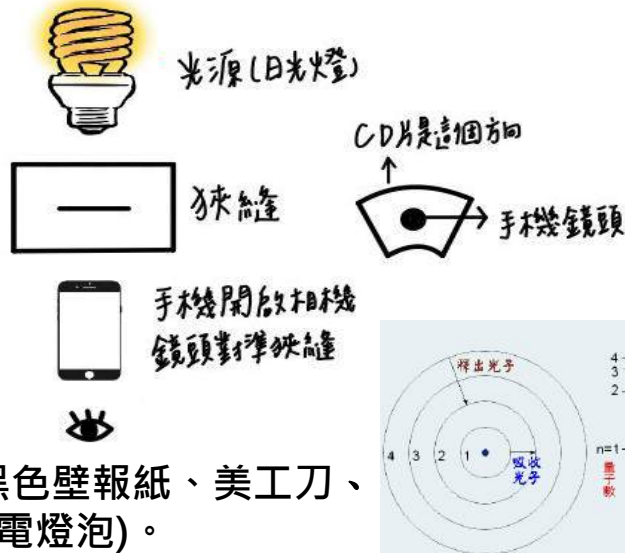 光源(日光燈)
CD片是這個方向
狹縫
手機鏡頭
手機開啟相機
鏡頭對準狹縫
釋出光子
4
3
2
4 3 2 1
吸收
光子
n=1
量子數
黑色壁報紙、美工刀、
電燈泡)。